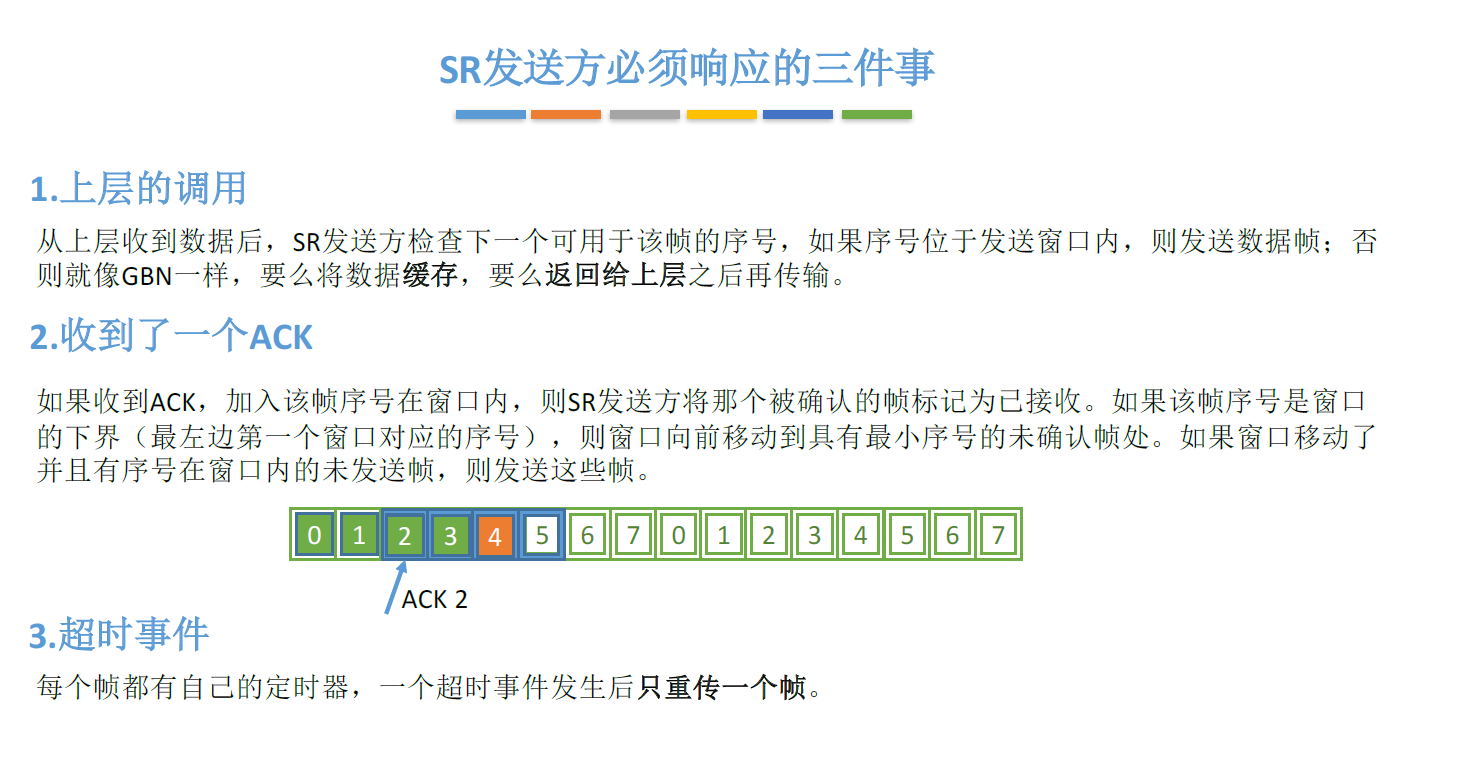 SR发送方必须响应的三件事
1.上层的调用
从上层收到数据后，SR发送方检查下一个可用于该帧的序号，如果序号位于发送窗口内，则发送数据帧；否
则就像GBN一样，要么将数据缓存，要么返回给上层之后再传输。
2.收到了一个ACK
如果收到ACK，加入该帧序号在窗口内，则SR发送方将那个被确认的帧标记为已接收。如果该帧序号是窗口
的下界（最左边第一个窗口对应的序号），则窗口向前移动到具有最小序号的未确认帧处。如果窗口移动了
并且有序号在窗口内的未发送帧，则发送这些帧。
0 1 2 3 4 5 6 7 0 1 2 3 4 5 6 7
ACK 2
3.超时事件
每个帧都有自己的定时器，一个超时事件发生后只重传一个帧。